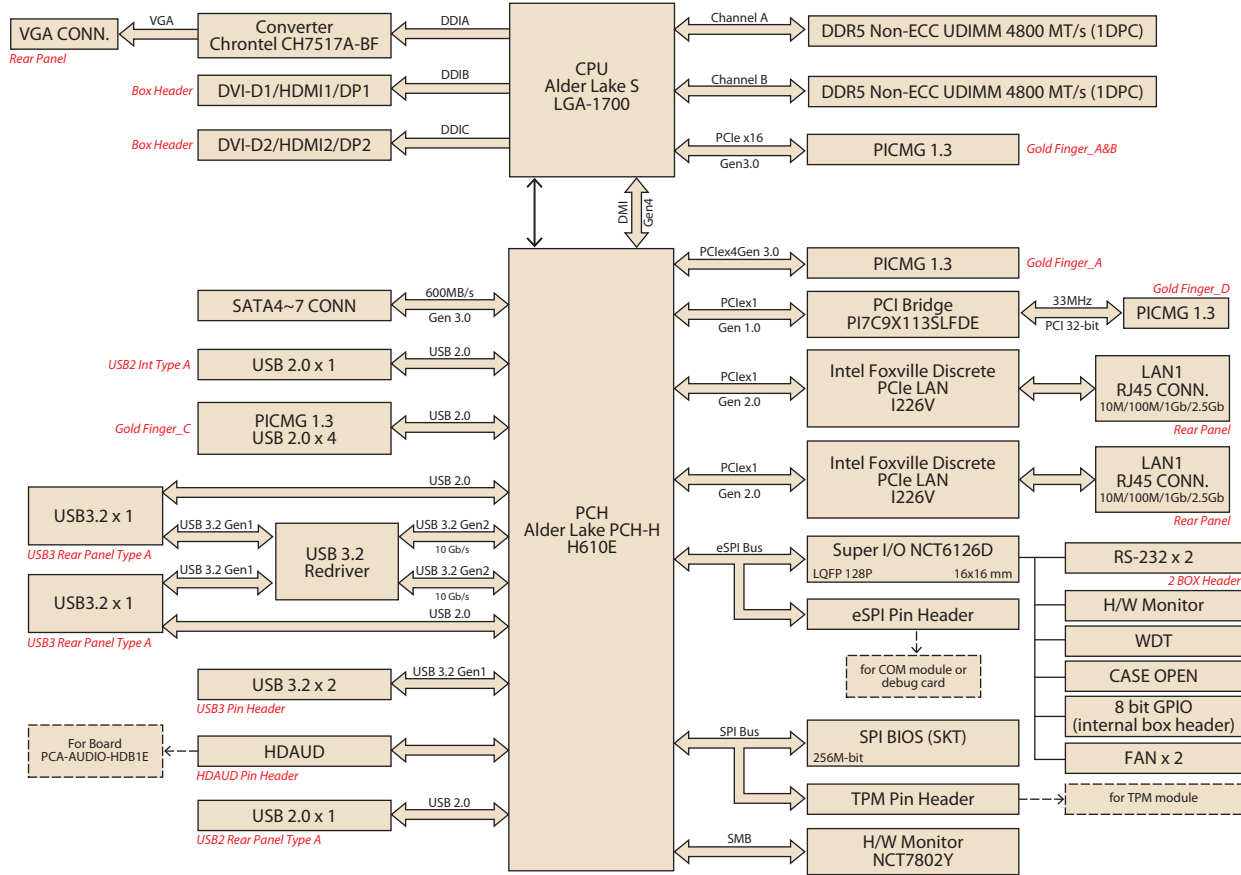 VGA CONN.
Rear Panel
VGA
Converter
Chrontel CH7517A-BF
DDIA
Box Header
DVI-D1/HDMI1/DP1
DDIB
Box Header
DVI-D2/HDMI2/DP2
DDIC
CPU
Alder Lake S
LGA-1700
Channel A
DDR5 Non-ECC UDIMM 4800 MT/s (1DPC)
Channel B
DDR5 Non-ECC UDIMM 4800 MT/s (1DPC)
PCIe x16
Gen3.0
PICMG 1.3
Gold Finger_A&B
DMI
Gen4
SATA4~7 CONN
600MB/s
Gen 3.0
USB2 Int Type A
USB 2.0 x 1
USB 2.0
Gold Finger_C
PICMG 1.3
USB 2.0 x 4
USB 2.0
USB3.2 x 1
USB3 Rear Panel Type A
USB 2.0
USB 3.2 Gen1
USB 3.2
Redriver
USB 3.2 Gen2
10 Gb/s
USB3.2 x 1
USB3 Rear Panel Type A
USB 3.2 Gen1
USB 3.2 Gen2
10 Gb/s
USB 2.0
USB 3.2 x 2
USB3 Pin Header
USB 3.2 Gen1
For Board
PCA-AUDIO-HDB1E
HDAUD
HDAUD Pin Header
USB 2.0 x 1
USB2 Rear Panel Type A
USB 2.0
PCH
Alder Lake PCH-H
H610E
PCIex4Gen 3.0
PICMG 1.3
Gold Finger_A
PCIex1
Gen 1.0
PCI Bridge
PI7C9X113SLFDE
33MHz
PCI 32-bit
Gold Finger_D
PICMG 1.3
PCIex1
Gen 2.0
Intel Foxville Discrete
PCIe LAN
I226V
LAN1
RJ45 CONN.
10M/100M/1Gb/2.5Gb
Rear Panel
PCIex1
Gen 2.0
Intel Foxville Discrete
PCIe LAN
I226V
LAN1
RJ45 CONN.
10M/100M/1Gb/2.5Gb
Rear Panel
eSPI Bus
Super I/O NCT6126D
LQFP 128P
16x16 mm
eSPI Pin Header
for COM module or
debug card
RS-232 x 2
2 BOX Header
H/W Monitor
WDT
CASE OPEN
8 bit GPIO
(internal box header)
FAN x 2
SPI Bus
SPI BIOS (SKT)
256M-bit
TPM Pin Header
for TPM module
SMB
H/W Monitor
NCT7802Y